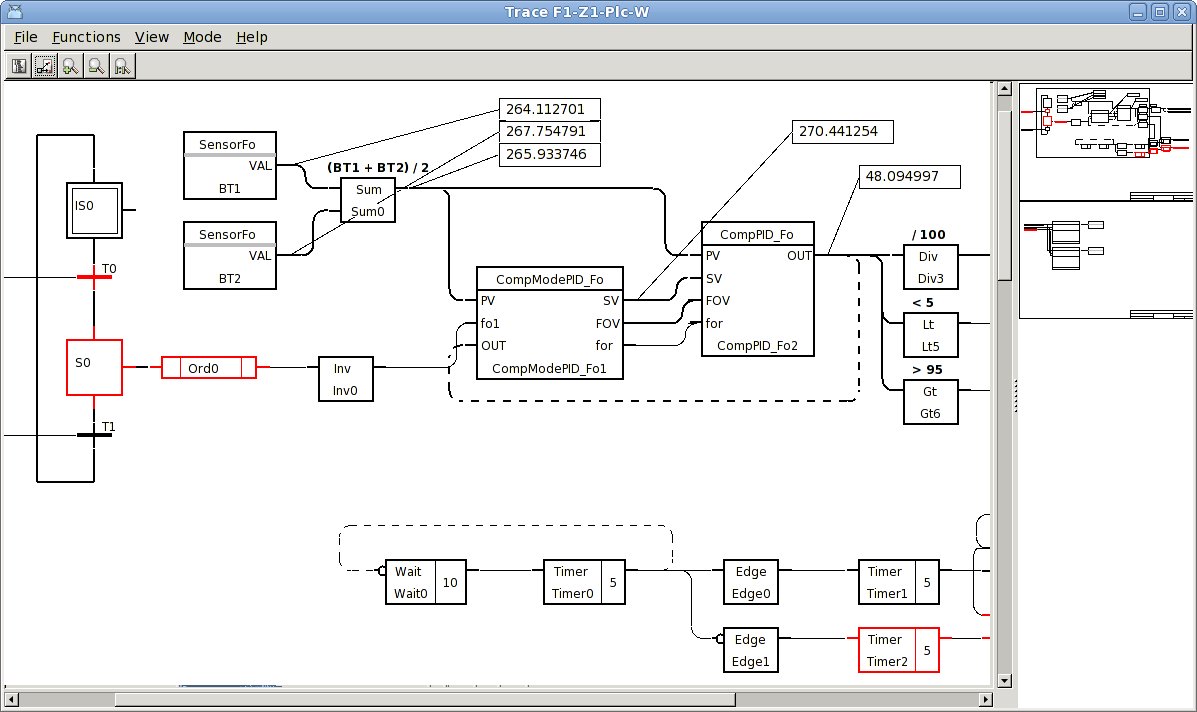 Trace F1-Z1-Plc-W
File Functions View Mode Help
264.112701
267.754791
265.933746
270.441254
48.094997
SensorFo
VAL
BT1
(BT1 + BT2) / 2
Sum
Sum0
IS0
SensorFo
VAL
BT2
T0
CompModePID_Fo
PV SV
fo1 FOV
OUT for
CompModePID_Fo1
CompPID_Fo
PV OUT
SV
FOV
for
CompPID_Fo2
/ 100
Div
Div3
< 5
Lt
Lt5
> 95
Gt
Gt6
S0
Ord0
Inv
Inv0
T1
Wait
Wait0
10
Timer
Timer0
5
Edge
Edge0
Timer
Timer1
5
Edge
Edge1
Timer
Timer2
5